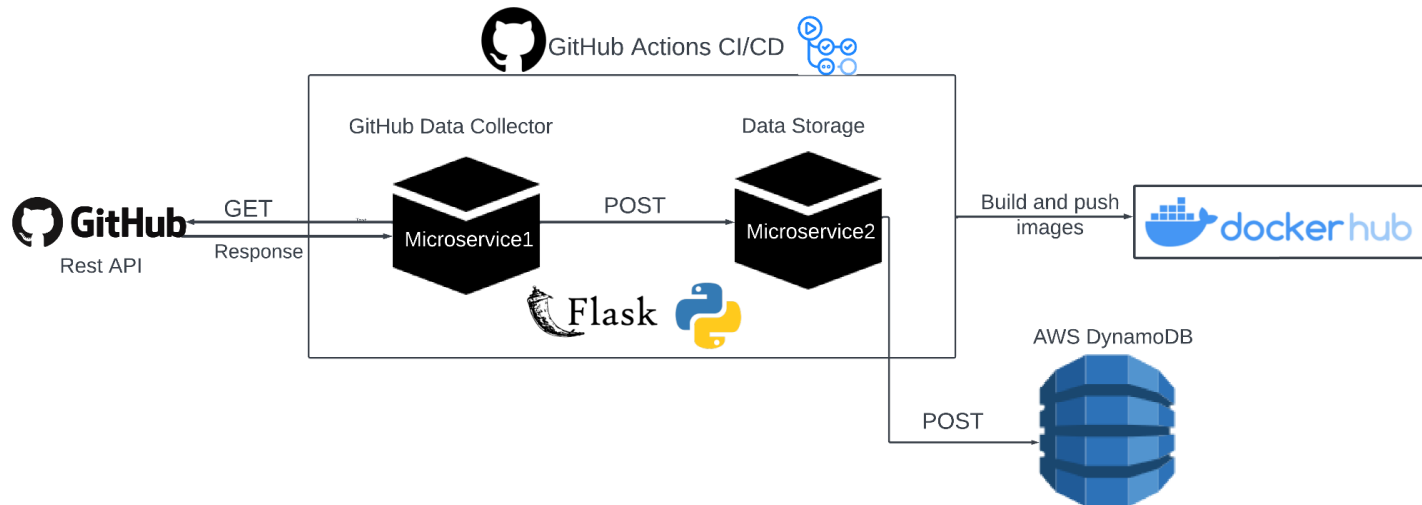 GitHub Actions CI/CD
GitHub Data Collector
Data Storage
GitHub
Rest API
GET
Text
Response
Microservice1
POST
Microservice2
Flask
Build and push
images
docker hub
AWS DynamoDB
POST